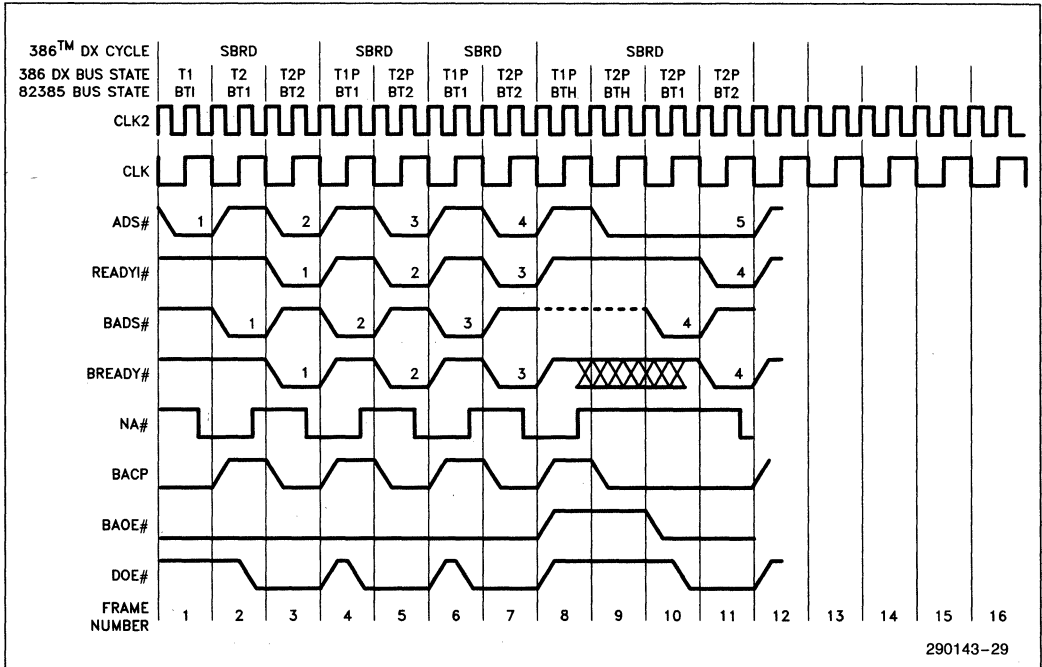 386™ DX CYCLE SBRD SBRD SBRD SBRD
386 DX BUS STATE T1 T2 T2P T1P T2P T1P T2P T1P T2P T2P T2P
82385 BUS STATE BTI BT1 BT2 BT1 BT2 BT1 BT2 BTH BTH BT1 BT2
CLK2
CLK
ADS# 1 2 3 4 5
READYI# 1 2 3 4
BADS# 1 2 3 4
BREADY# 1 2 3 4
NA#
BACP
BAOE#
DOE#
FRAME
NUMBER 1 2 3 4 5 6 7 8 9 10 11 12 13 14 15 16
290143-29